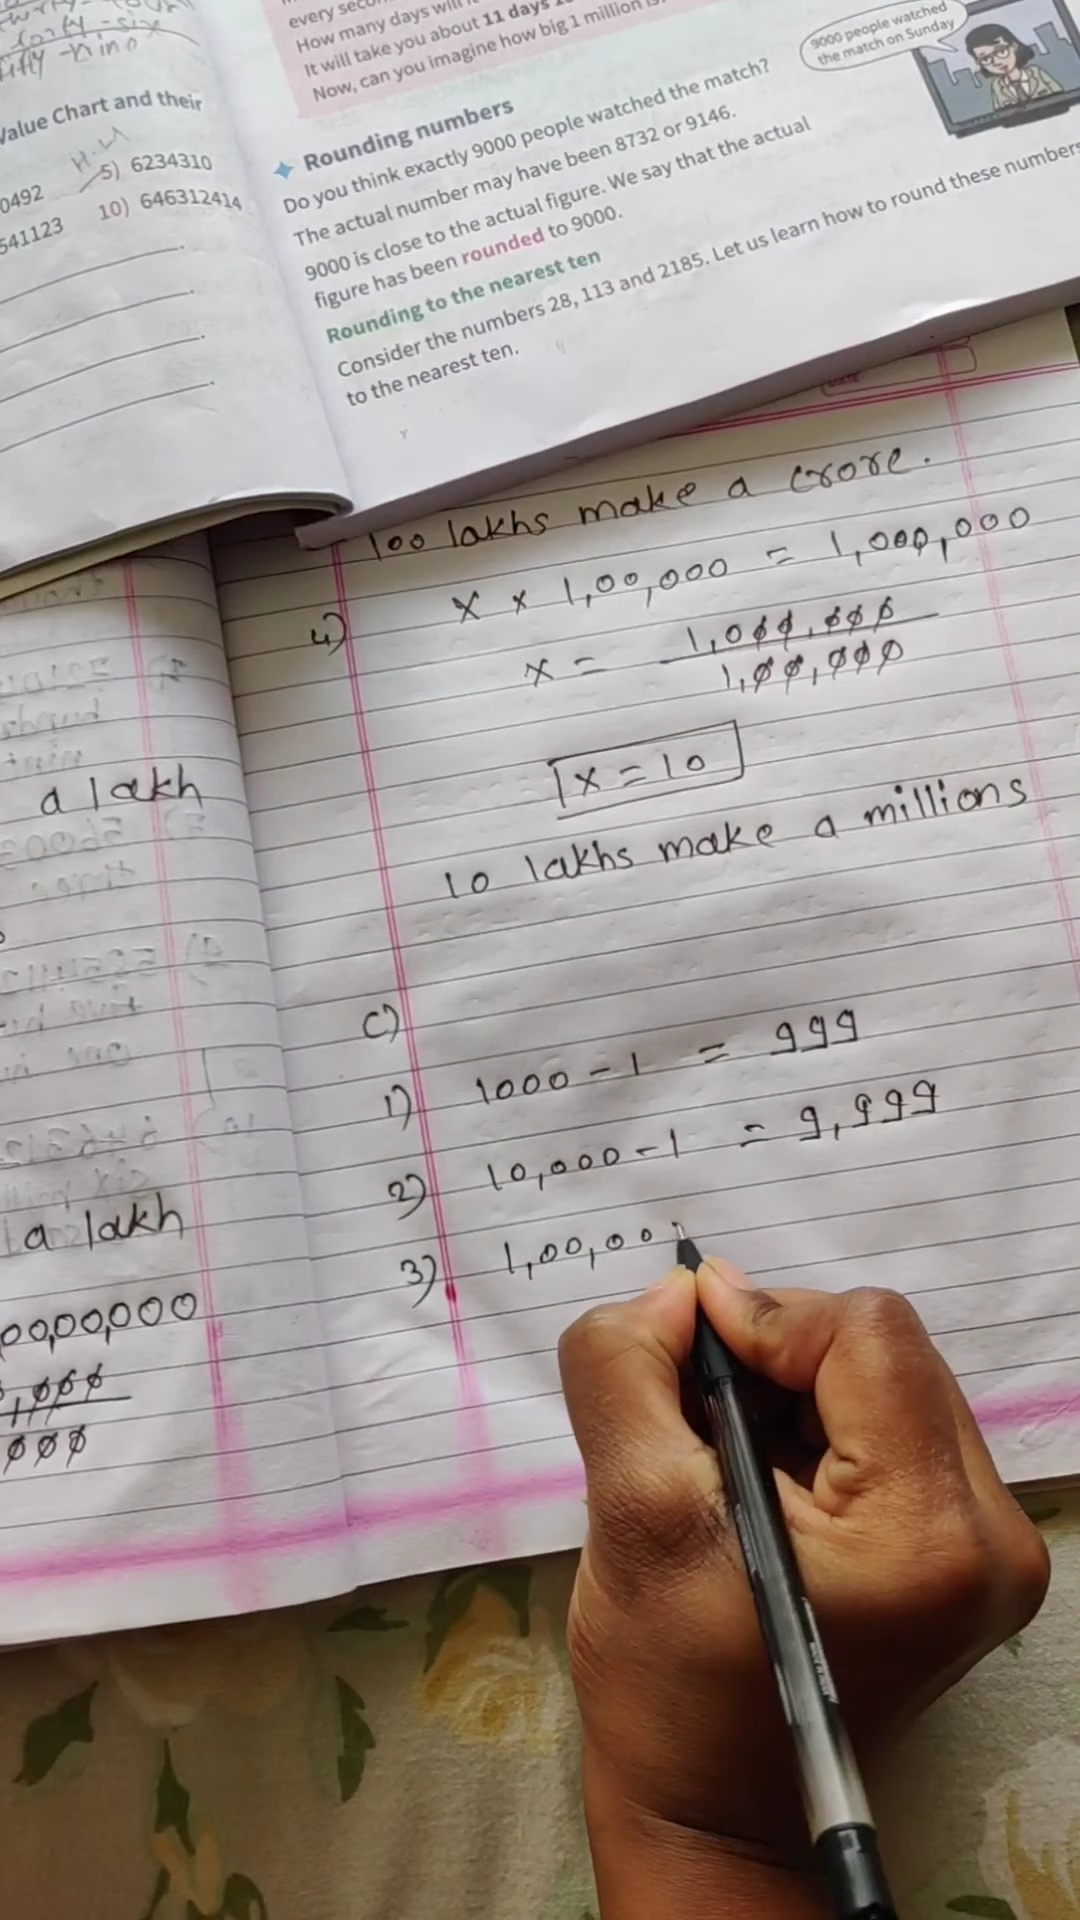 forty-six
fifty-nine
Value Chart and their
H.W
0492
5) 6234310
541123
10) 646312414
every
How many days will
It will take you about 11 days
Now, can you imagine how big 1 million is
9000 people watched
the match on Sunday
Rounding numbers
Do you think exactly 9000 people watched the match?
The actual number may have been 8732 or 9146.
9000 is close to the actual figure. We say that the actual
figure has been rounded to 9000.
Rounding to the nearest ten
Consider the numbers 28, 113 and 2185. Let us learn how to round these numbers
to the nearest ten.
100 lakhs make a crore.
4) x × 1,00,000 = 1,000,000
x = 1,000,000
1,00,000
x = 10
10 lakhs make a millions
C)
1) 1000 - 1 = 999
2) 10,000 - 1 = 9,999
3) 1,00,00
a lakh
a lakh
00,00,000
,000
000